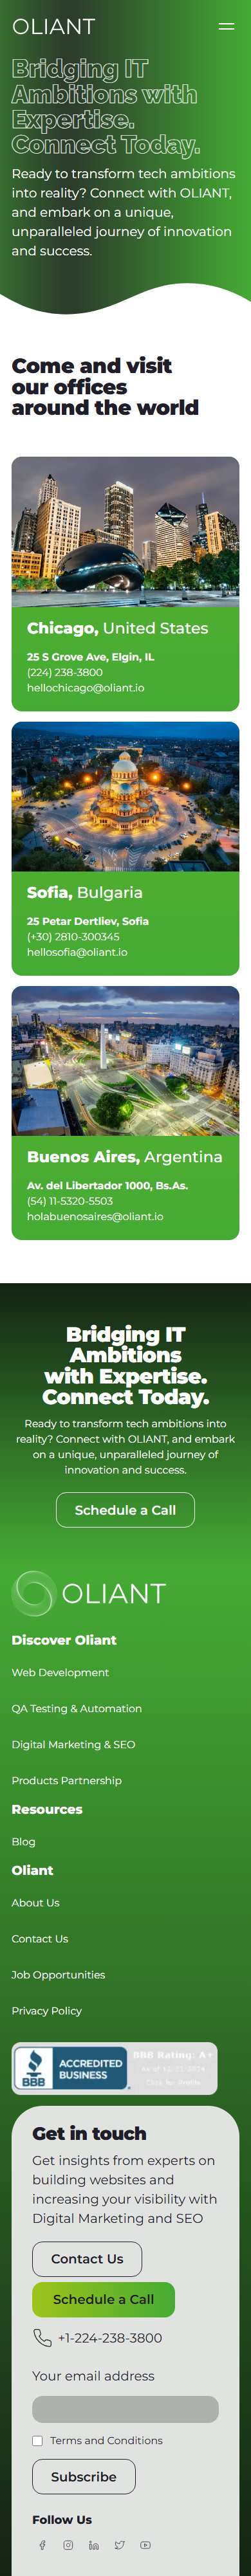 OLIANT
Bridging IT
Ambitions with
Expertise.
Connect Today.
Ready to transform tech ambitions
into reality? Connect with OLIANT,
and embark on a unique,
unparalleled journey of innovation
and success.
Come and visit
our offices
around the world
Chicago, United States
25 S Grove Ave, Elgin, IL
(224) 238-3800
hellochicago@oliant.io
Sofia, Bulgaria
25 Petar Dertliev, Sofia
(+30) 2810-300345
hellosofia@oliant.io
Buenos Aires, Argentina
Av. del Libertador 1000, Bs.As.
(54) 11-5320-5503
holabuenosaires@oliant.io
Bridging IT
Ambitions
with Expertise.
Connect Today.
Ready to transform tech ambitions into
reality? Connect with OLIANT, and embark
on a unique, unparalleled journey of
innovation and success.
Schedule a Call
OLIANT
Discover Oliant
Web Development
QA Testing & Automation
Digital Marketing & SEO
Products Partnership
Resources
Blog
Oliant
About Us
Contact Us
Job Opportunities
Privacy Policy
BBB
ACCREDITED
BUSINESS
BBB Rating: A+
Click for Profile
Get in touch
Get insights from experts on
building websites and
increasing your visibility with
Digital Marketing and SEO
Contact Us
Schedule a Call
+1-224-238-3800
Your email address
Terms and Conditions
Subscribe
Follow Us